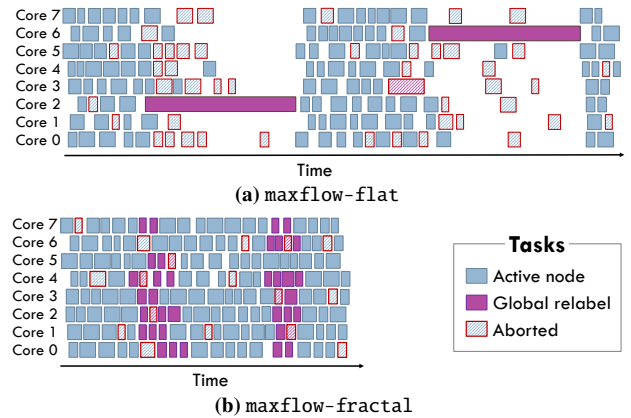 Core 7
Core 6
Core 5
Core 4
Core 3
Core 2
Core 1
Core 0
Time
(a) maxflow-flat
Core 7
Core 6
Core 5
Core 4
Core 3
Core 2
Core 1
Core 0
Time
(b) maxflow-fractal
Tasks
Active node
Global relabel
Aborted